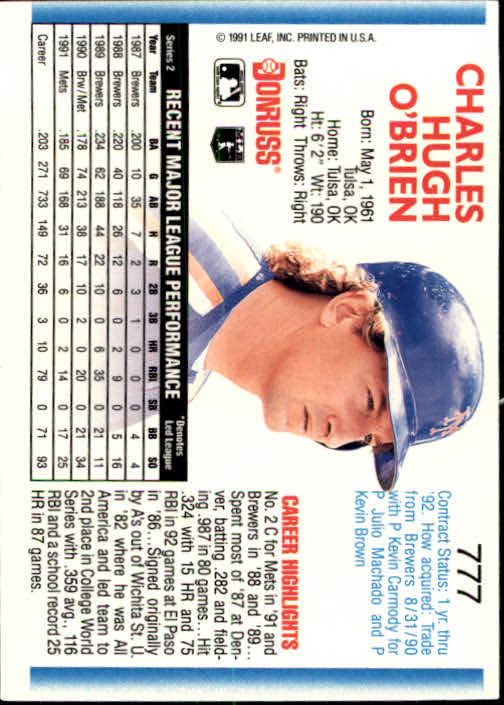 777
CHARLES
HUGH
O'BRIEN
Born: May 1, 1961
Tulsa, OK
Home: Tulsa, OK
Ht: 6' 2" Wt: 190
Bats: Right Throws: Right
DONRUSS®
MLB
© 1991 LEAF, INC. PRINTED IN U.S.A.
Contract Status: 1 yr. thru
'92. How acquired: Trade
from Brewers 8/31/90
with P Kevin Carmody for
P Julio Machado and P
Kevin Brown
CAREER HIGHLIGHTS
No. 2 C for Mets in '91 and
Brewers in '88 and '89...
Spent most of '87 at Den-
ver, batting .282 and field-
ing .987 in 80 games... Hit
.324 with 15 HR and 75
RBI in 92 games at El Paso
in '86... Signed originally
by A's out of Wichita St. U.
in '82 where he was All
America and led team to
2nd place in College World
Series with .359 avg., 116
RBI and a school record 25
HR in 87 games.
Series 2 RECENT MAJOR LEAGUE PERFORMANCE *Denotes Led League
Year Team BA G AB H R 2B 3B HR RBI SB BB SO
1987 Brewers .200 10 35 7 2 3 1 0 0 0 4 4
1988 Brewers .220 40 118 26 12 6 0 2 9 0 5 16
1989 Brewers .234 62 188 44 22 10 0 6 35 0 21 11
1990 Brw/Met .178 74 213 38 17 10 2 0 20 0 21 34
1991 Mets .185 69 168 31 16 6 0 2 14 0 17 25
Career .203 271 733 149 72 36 3 10 79 0 71 93